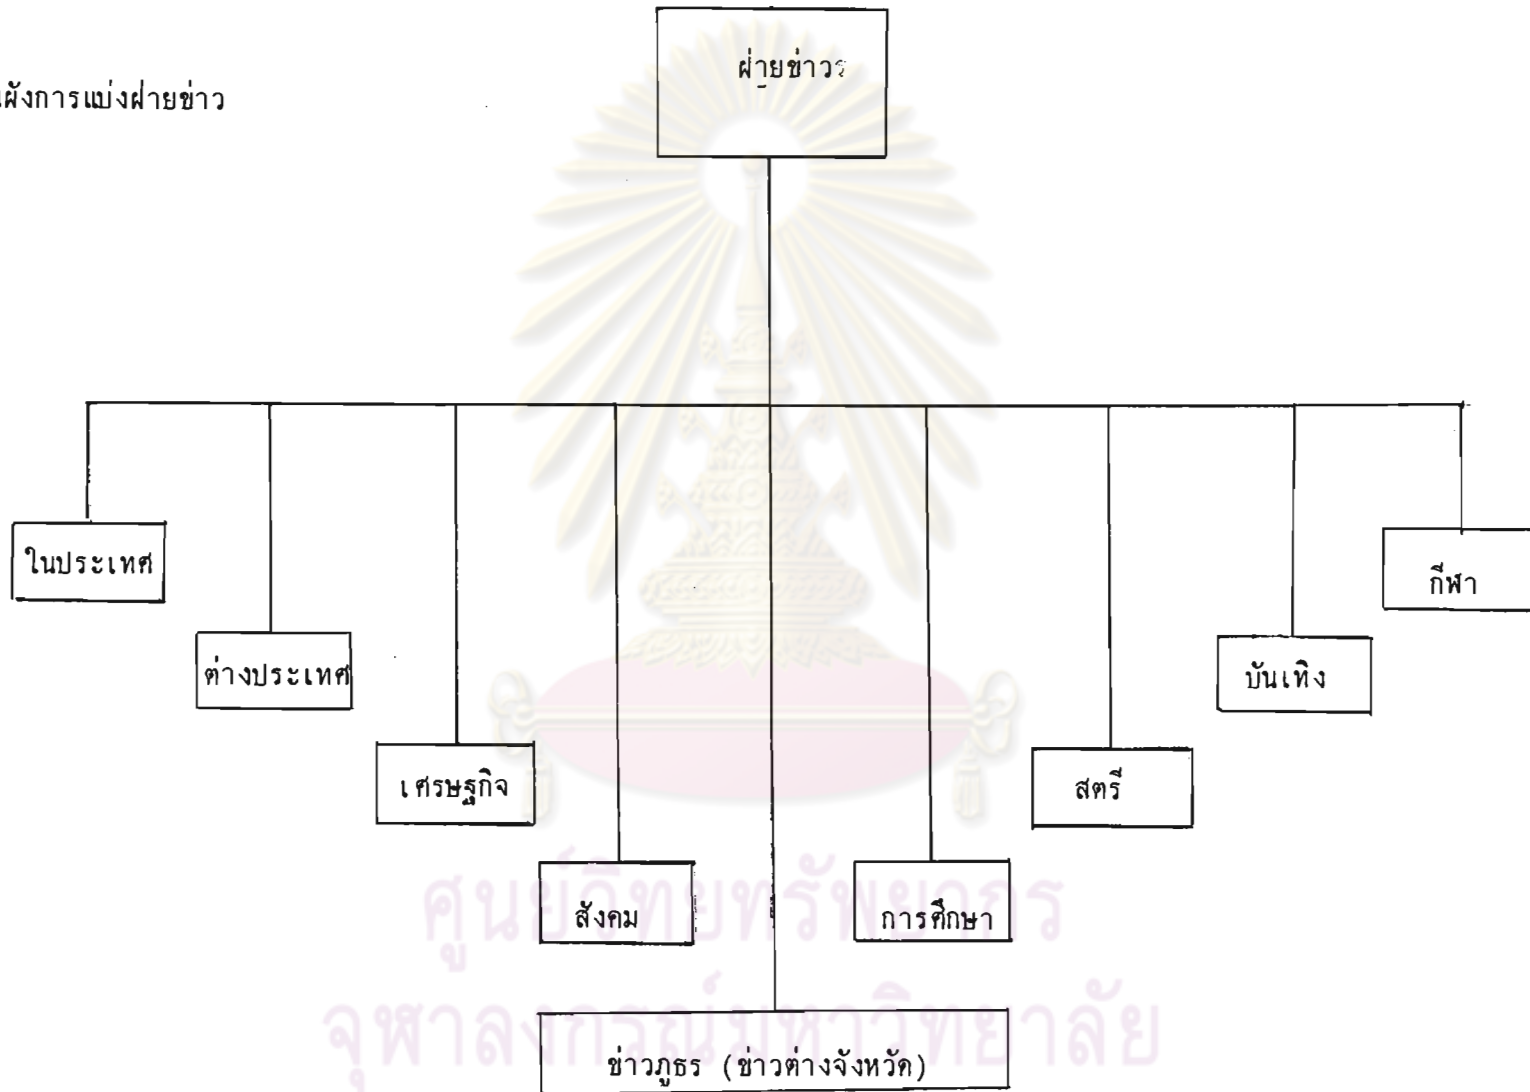 ฝ่ายข่าว
ผังการแบ่งฝ่ายข่าว
ในประเทศ
ต่างประเทศ
เศรษฐกิจ
สังคม
การศึกษา
สตรี
บันเทิง
กีฬา
ข่าวภูธร (ข่าวต่างจังหวัด)
ศูนย์วิทยทรัพยากร
จุฬาลงกรณ์มหาวิทยาลัย